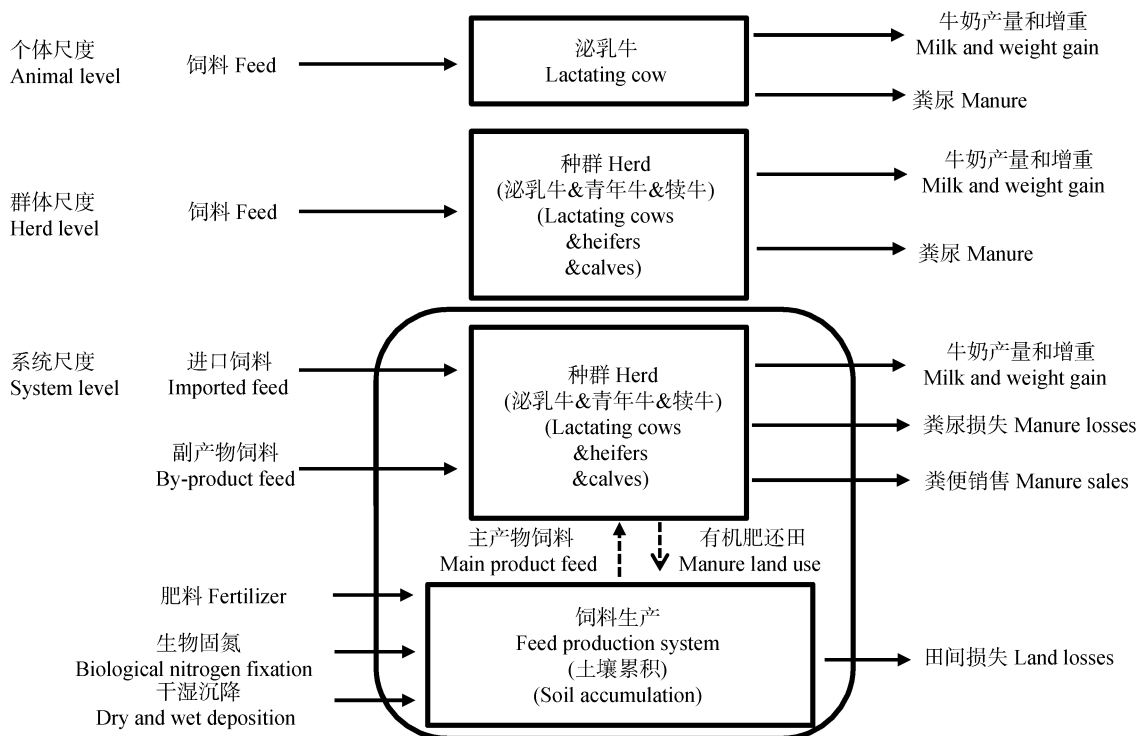 个体尺度
Animal level
饲料 Feed
泌乳牛
Lactating cow
牛奶产量和增重
Milk and weight gain
粪尿 Manure
群体尺度
Herd level
饲料 Feed
种群 Herd
(泌乳牛&青年牛&犊牛)
(Lactating cows
&heifers
&calves)
牛奶产量和增重
Milk and weight gain
粪尿 Manure
系统尺度
System level
进口饲料
Imported feed
副产物饲料
By-product feed
种群 Herd
(泌乳牛&青年牛&犊牛)
(Lactating cows
&heifers
&calves)
牛奶产量和增重
Milk and weight gain
粪尿损失 Manure losses
粪便销售 Manure sales
主产物饲料
Main product feed
有机肥还田
Manure land use
肥料 Fertilizer
生物固氮
Biological nitrogen fixation
干湿沉降
Dry and wet deposition
饲料生产
Feed production system
(土壤累积)
(Soil accumulation)
田间损失 Land losses